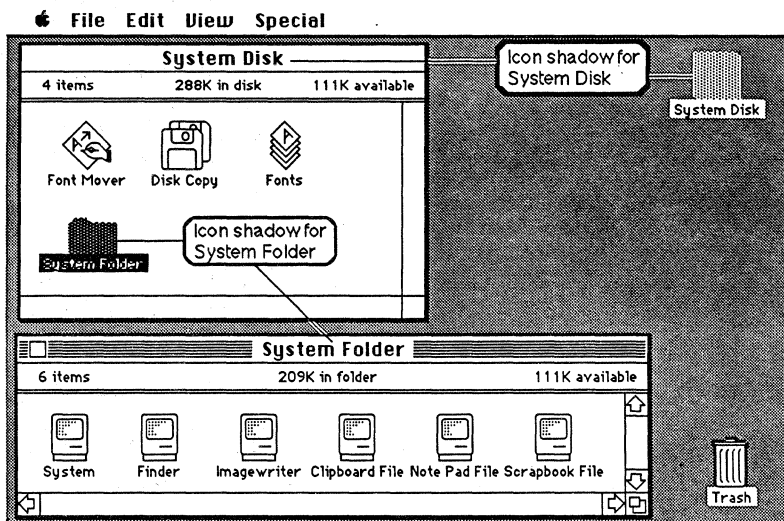 File Edit View Special
System Disk
4 items 288K in disk 111K available
Icon shadow for
System Disk
System Disk
Font Mover Disk Copy Fonts
Icon shadow for
System Folder
System Folder
System Folder
6 items 209K in folder 111K available
System Finder Imagewriter Clipboard File Note Pad File Scrapbook File
Trash